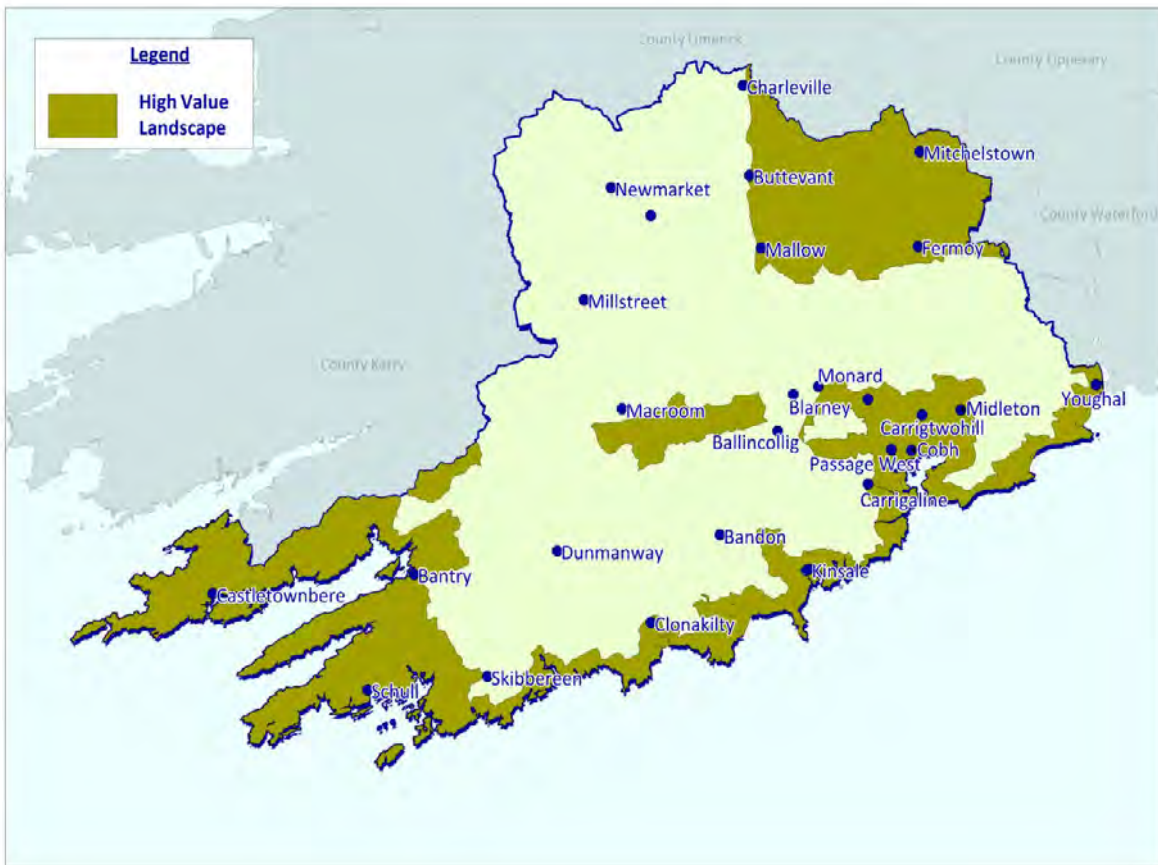 County Limerick
County Tipperary
Legend
High Value
Landscape
Charleville
Mitchelstown
Buttevant
Newmarket
County Waterford
Mallow
Fermoy
Millstreet
County Kerry
Monard
Youghal
Macroom
Blarney
Midleton
Carrigtwohill
Ballincollig
Cobh
Passage West
Carrigaline
Bandon
Dunmanway
Kinsale
Bantry
Castletownbere
Clonakilty
Skibbereen
Schull